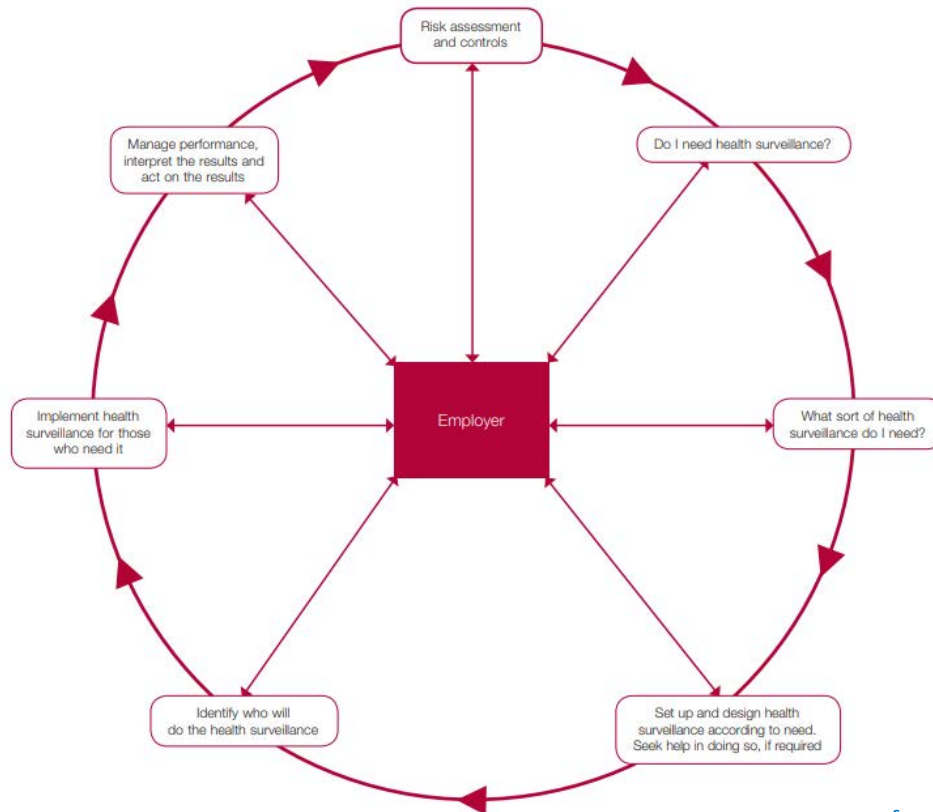 Risk assessment
and controls
Do I need health surveillance?
What sort of health
surveillance do I need?
Set up and design health
surveillance according to need.
Seek help in doing so, if required
Identify who will
do the health surveillance
Implement health
surveillance for those
who need it
Manage performance,
interpret the results and
act on the results
Employer